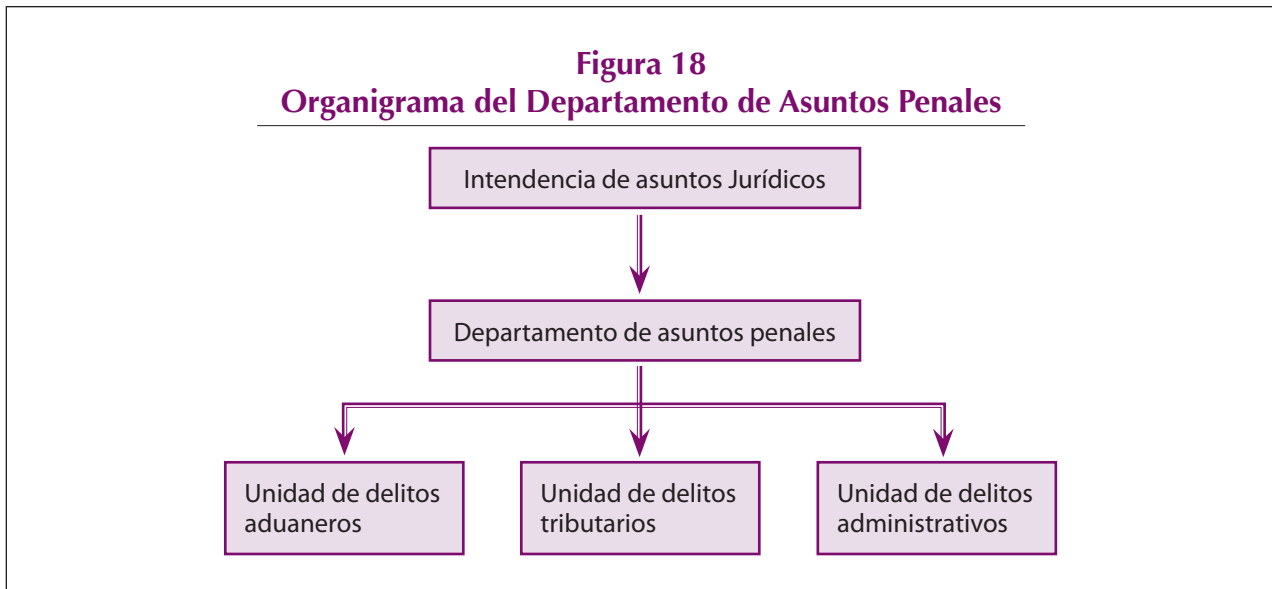 Figura 18
Organigrama del Departamento de Asuntos Penales
Intendencia de asuntos Jurídicos
Departamento de asuntos penales
Unidad de delitos
aduaneros
Unidad de delitos
tributarios
Unidad de delitos
administrativos